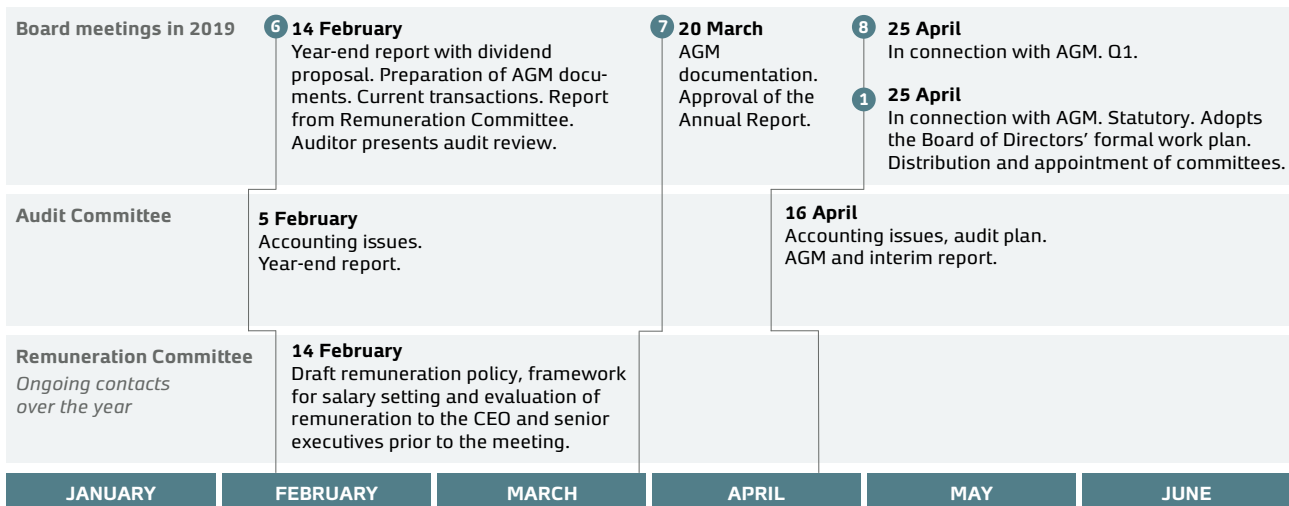 Board meetings in 2019
6
14 February
Year-end report with dividend
proposal. Preparation of AGM docu-
ments. Current transactions. Report
from Remuneration Committee.
Auditor presents audit review.
7
20 March
AGM
documentation.
Approval of the
Annual Report.
8
25 April
In connection with AGM. Q1.
1
25 April
In connection with AGM. Statutory. Adopts
the Board of Directors’ formal work plan.
Distribution and appointment of committees.
Audit Committee
5 February
Accounting issues.
Year-end report.
16 April
Accounting issues, audit plan.
AGM and interim report.
Remuneration Committee
Ongoing contacts
over the year
14 February
Draft remuneration policy, framework
for salary setting and evaluation of
remuneration to the CEO and senior
executives prior to the meeting.
JANUARY FEBRUARY MARCH APRIL MAY JUNE